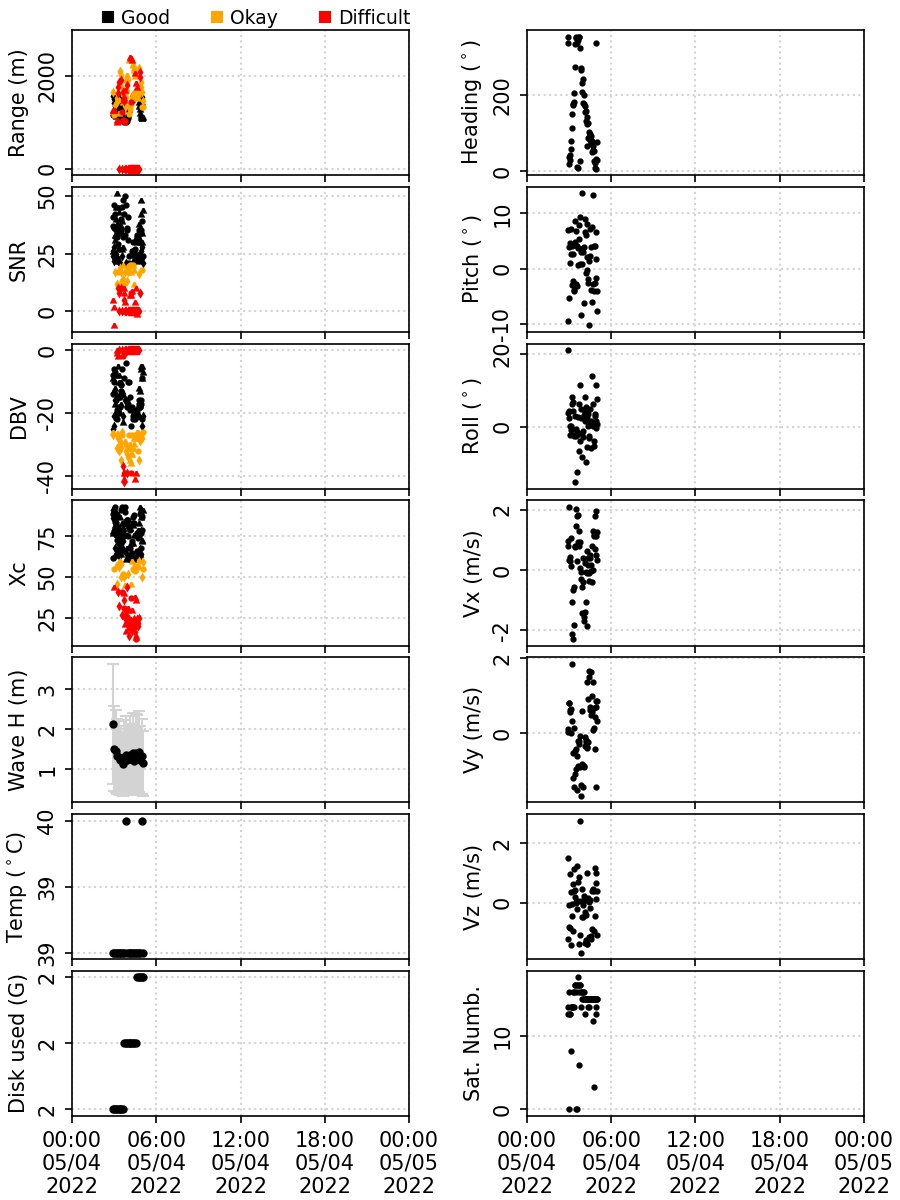 Good Okay Difficult
Range (m)
2000
0
Heading (°)
200
0
SNR
50
25
0
Pitch (°)
10
0
-10
DBV
0
-20
-40
Roll (°)
20
0
Xc
75
50
25
Vx (m/s)
2
0
-2
Wave H (m)
3
2
1
Vy (m/s)
2
0
Temp (°C)
40
39
39
Vz (m/s)
2
0
Disk used (G)
2
2
2
Sat. Numb.
10
0
00:00 06:00 12:00 18:00 00:00
05/04 05/04 05/04 05/04 05/05
2022 2022 2022 2022 2022
00:00 06:00 12:00 18:00 00:00
05/04 05/04 05/04 05/04 05/05
2022 2022 2022 2022 2022